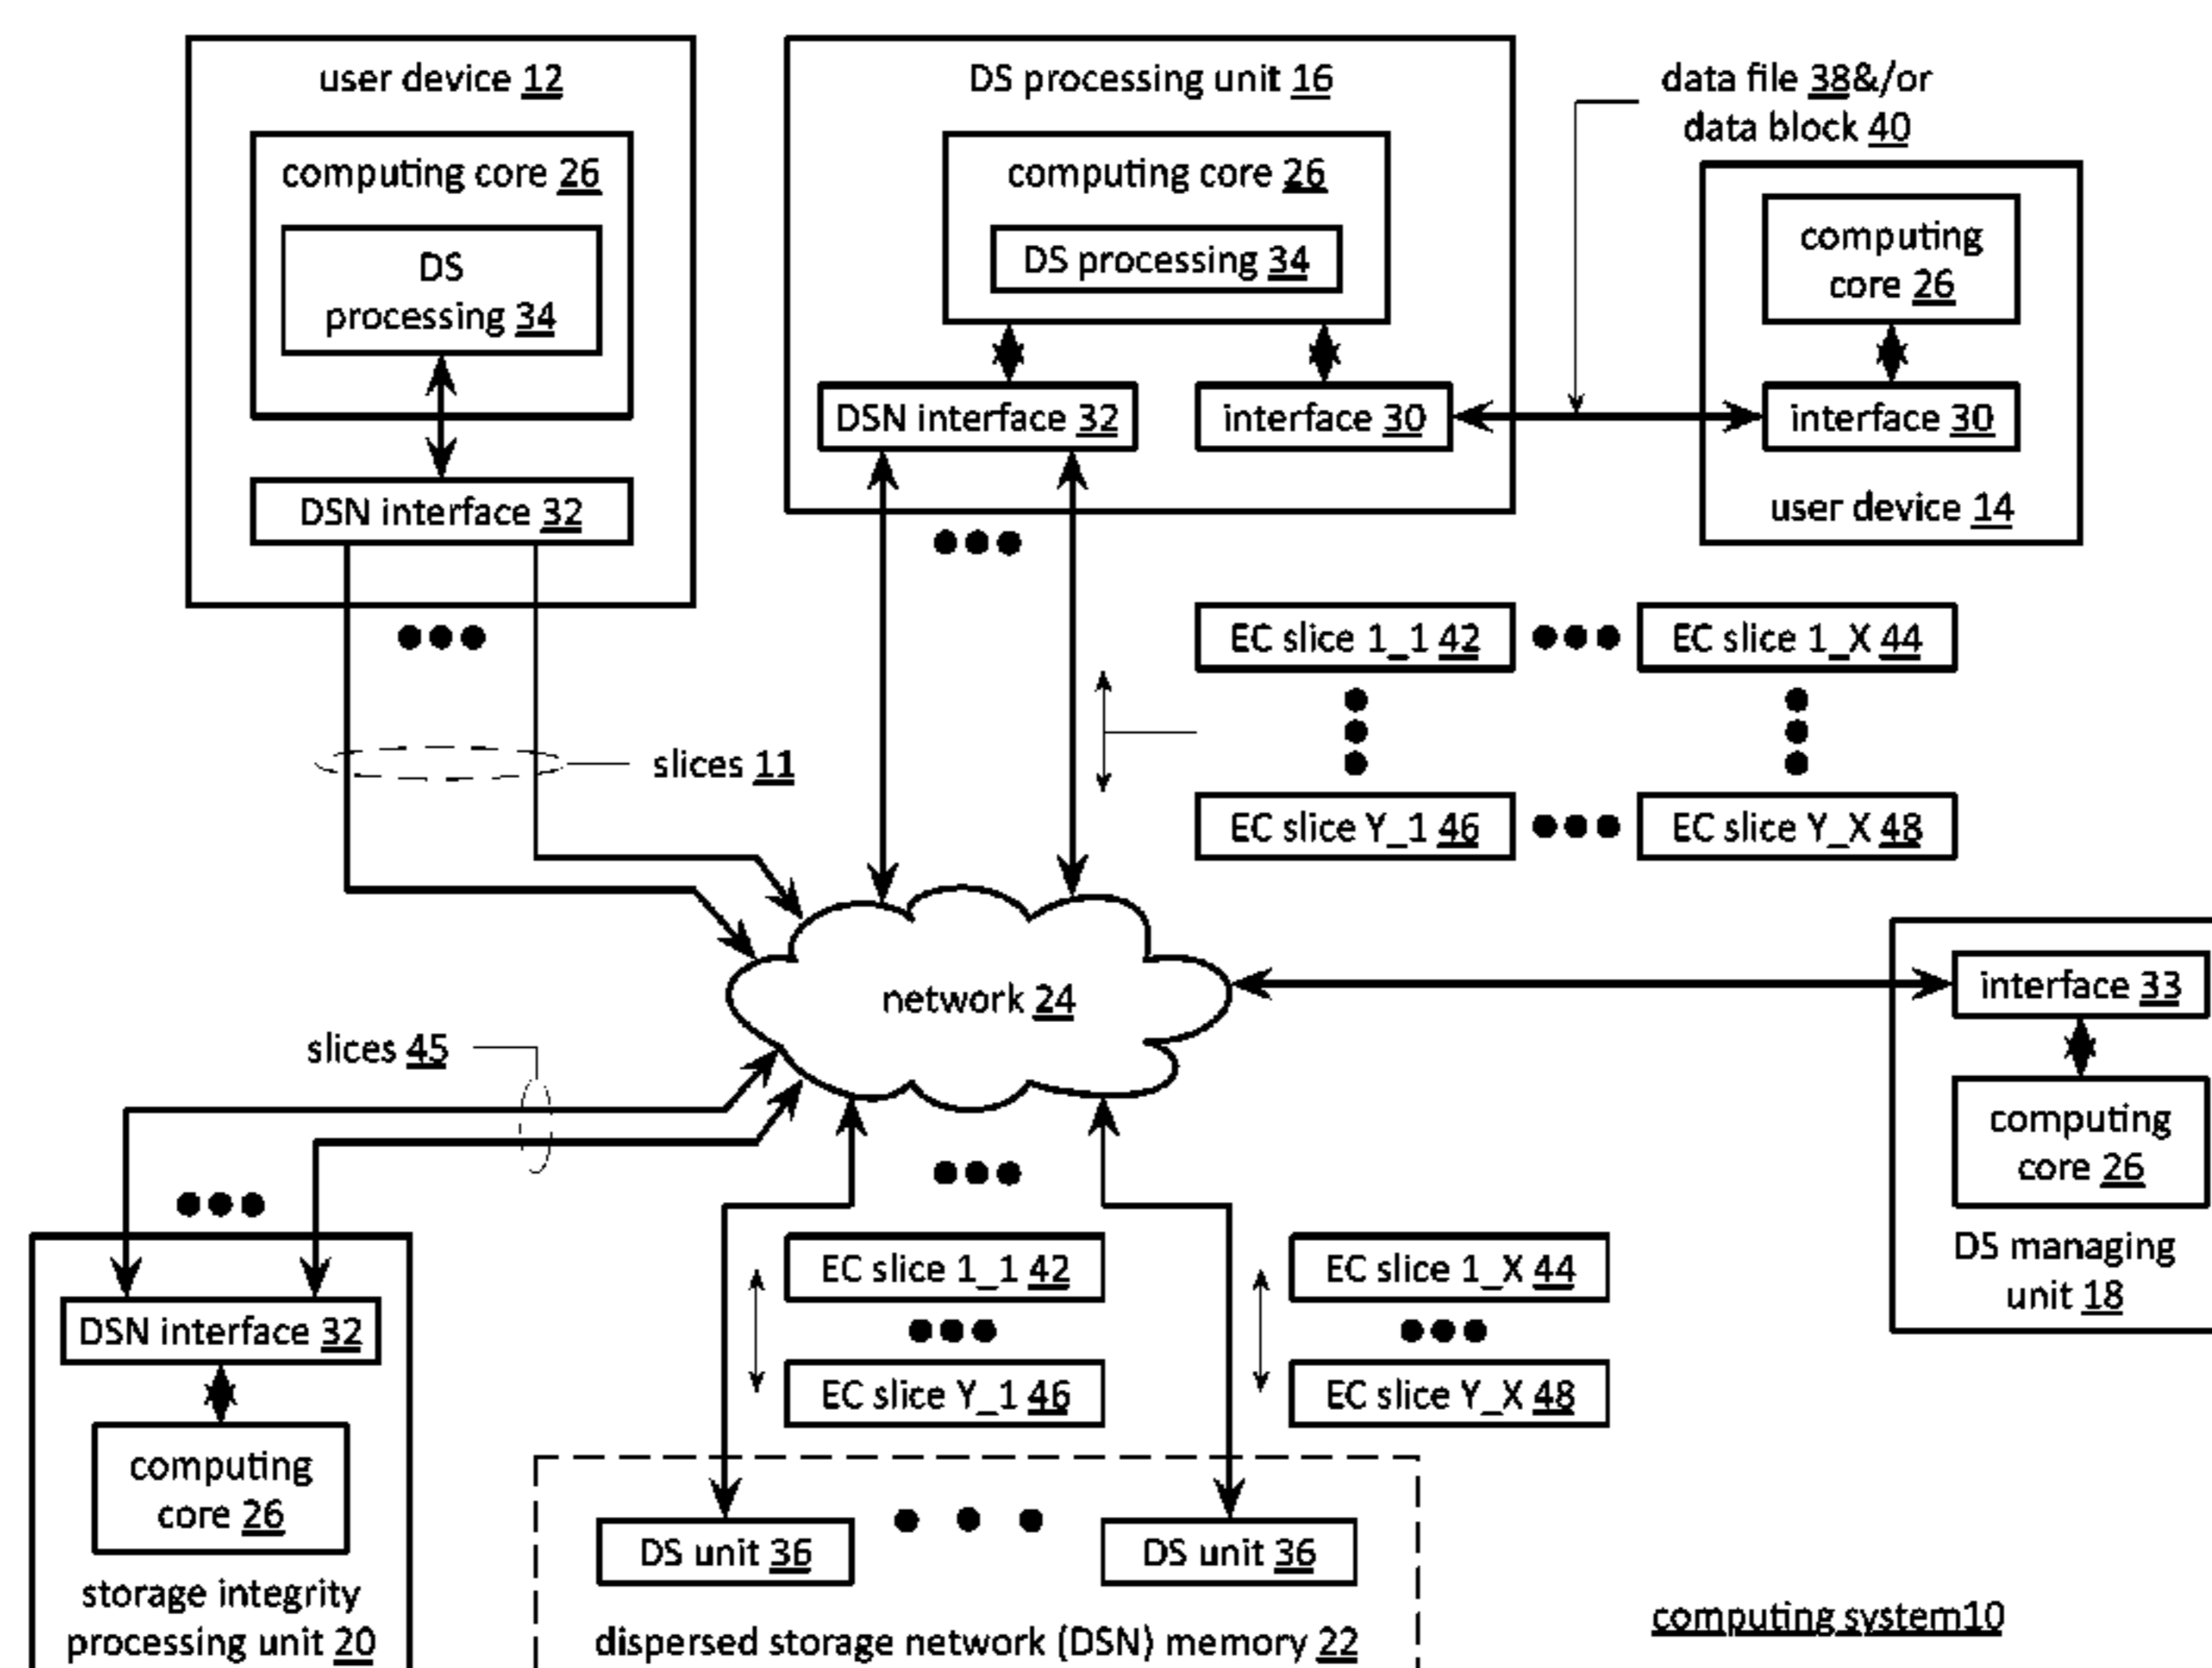 user device 12
computing core 26
DS
processing 34
DSN interface 32
slices 11
DS processing unit 16
computing core 26
DS processing 34
DSN interface 32
interface 30
data file 38&/or
data block 40
computing
core 26
interface 30
user device 14
EC slice 1_1 42
EC slice 1_X 44
EC slice Y_1 46
EC slice Y_X 48
network 24
interface 33
computing
core 26
DS managing
unit 18
slices 45
DSN interface 32
computing
core 26
storage integrity
processing unit 20
EC slice 1_1 42
EC slice 1_X 44
EC slice Y_1 46
EC slice Y_X 48
DS unit 36
DS unit 36
dispersed storage network (DSN) memory 22
computing system10